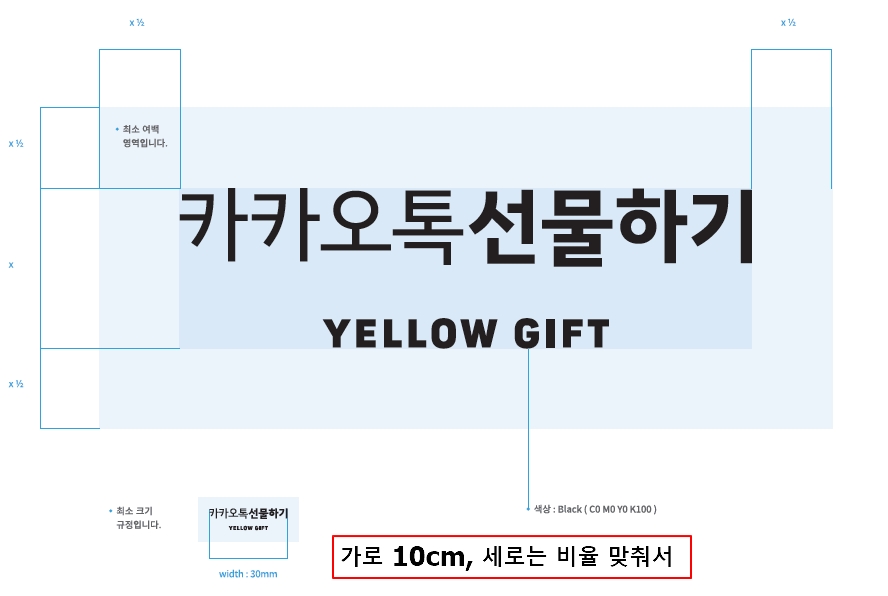 x ½
x ½
• 최소 여백
영역입니다.
x ½
카카오톡선물하기
x
YELLOW GIFT
x ½
• 최소 크기
규정입니다.
카카오톡선물하기
YELLOW GIFT
width : 30mm
• 색상 : Black ( C0 M0 Y0 K100 )
가로 10cm, 세로는 비율 맞춰서